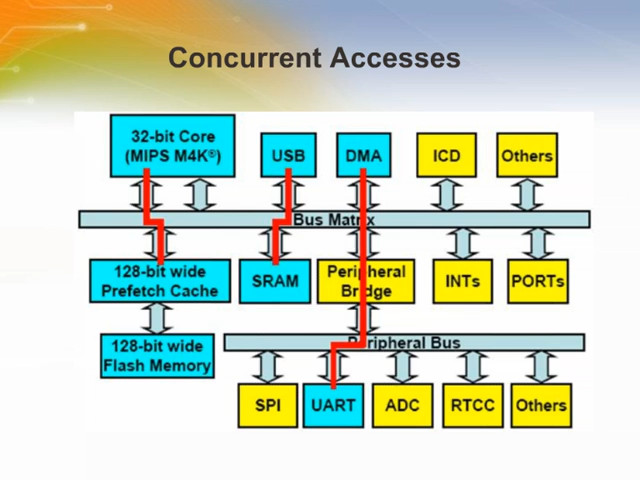 Concurrent Accesses
32-bit Core
(MIPS M4K®)
USB
DMA
ICD
Others
Bus Matrix
128-bit wide
Prefetch Cache
SRAM
Peripheral
Bridge
INTs
PORTs
128-bit wide
Flash Memory
Peripheral Bus
SPI
UART
ADC
RTCC
Others